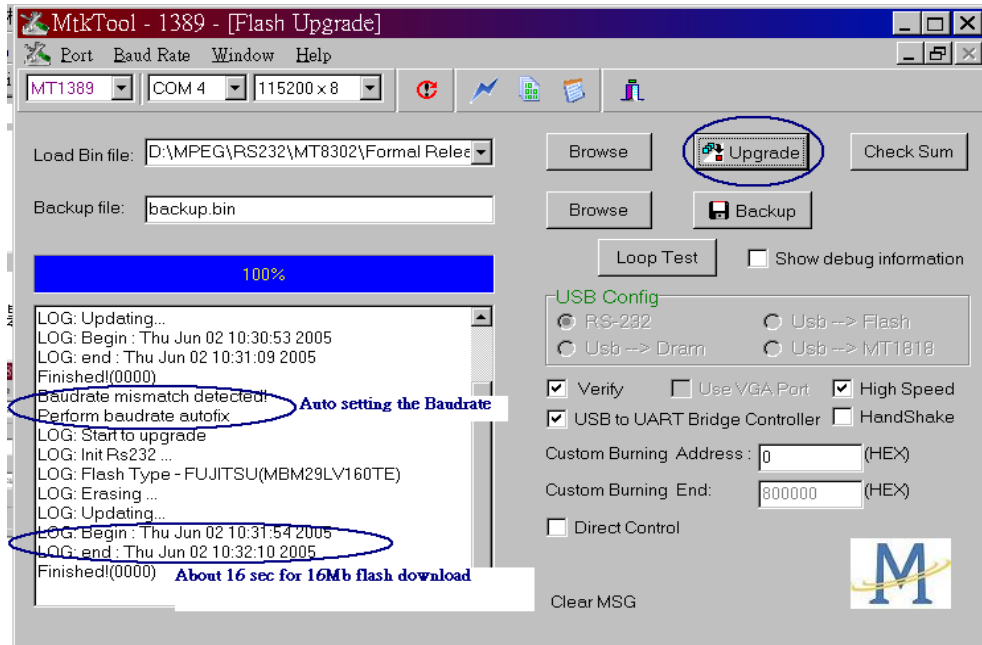 MtkTool - 1389 - [Flash Upgrade]
Port Baud Rate Window Help
MT1389 COM 4 115200 x 8
Load Bin file: D:\MPEG\RS232\MT8302\Formal Relea Browse Upgrade Check Sum
Backup file: backup.bin Browse Backup
Loop Test Show debug information
100%
USB Config
RS-232 Usb --> Flash
Usb --> Dram Usb --> MT1818
LOG: Updating...
LOG: Begin : Thu Jun 02 10:30:53 2005
LOG: end : Thu Jun 02 10:31:09 2005
Finished!(0000)
Baudrate mismatch detected!
Perform baudrate autofix
Auto setting the Baudrate
LOG: Start to upgrade
LOG: Init Rs232 ...
LOG: Flash Type - FUJITSU(MBM29LV160TE)
LOG: Erasing ...
LOG: Updating...
LOG: Begin : Thu Jun 02 10:31:54 2005
LOG: end : Thu Jun 02 10:32:10 2005
Finished!(0000)
About 16 sec for 16Mb flash download
Verify Use VGA Port High Speed
USB to UART Bridge Controller HandShake
Custom Burning Address : 0 (HEX)
Custom Burning End: 800000 (HEX)
Direct Control
M
Clear MSG